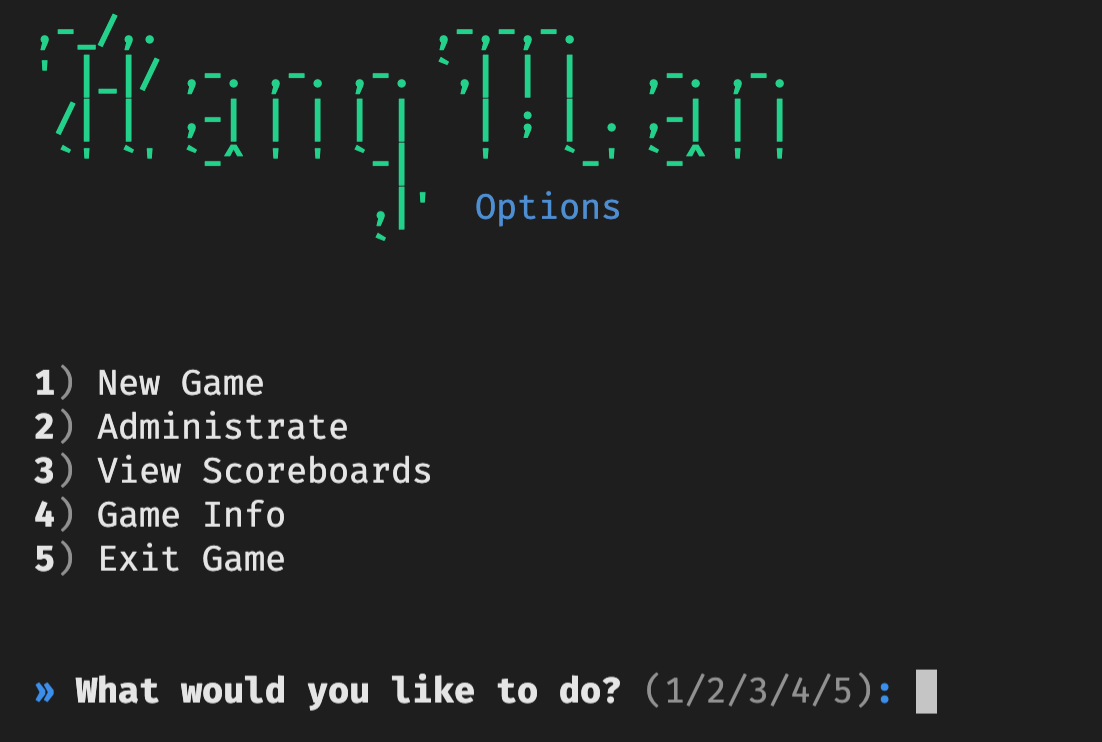 HangMan
Options
1) New Game
2) Administrate
3) View Scoreboards
4) Game Info
5) Exit Game
» What would you like to do? (1/2/3/4/5):